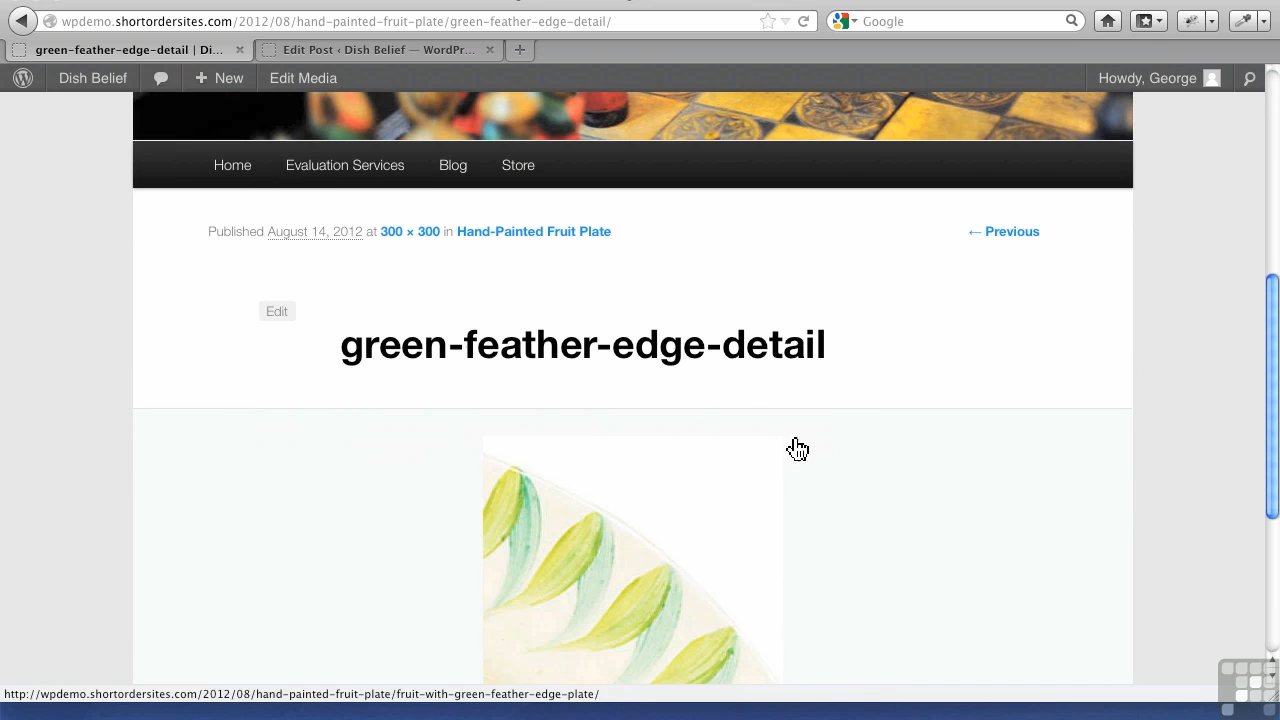 wpdemo.shortordersites.com/2012/08/hand-painted-fruit-plate/green-feather-edge-detail/
Google
green-feather-edge-detail | Di...
Edit Post ‹ Dish Belief — WordPr...
Dish Belief
+ New
Edit Media
Howdy, George
Home
Evaluation Services
Blog
Store
Published August 14, 2012 at 300 × 300 in Hand-Painted Fruit Plate
← Previous
Edit
green-feather-edge-detail
http://wpdemo.shortordersites.com/2012/08/hand-painted-fruit-plate/fruit-with-green-feather-edge-plate/